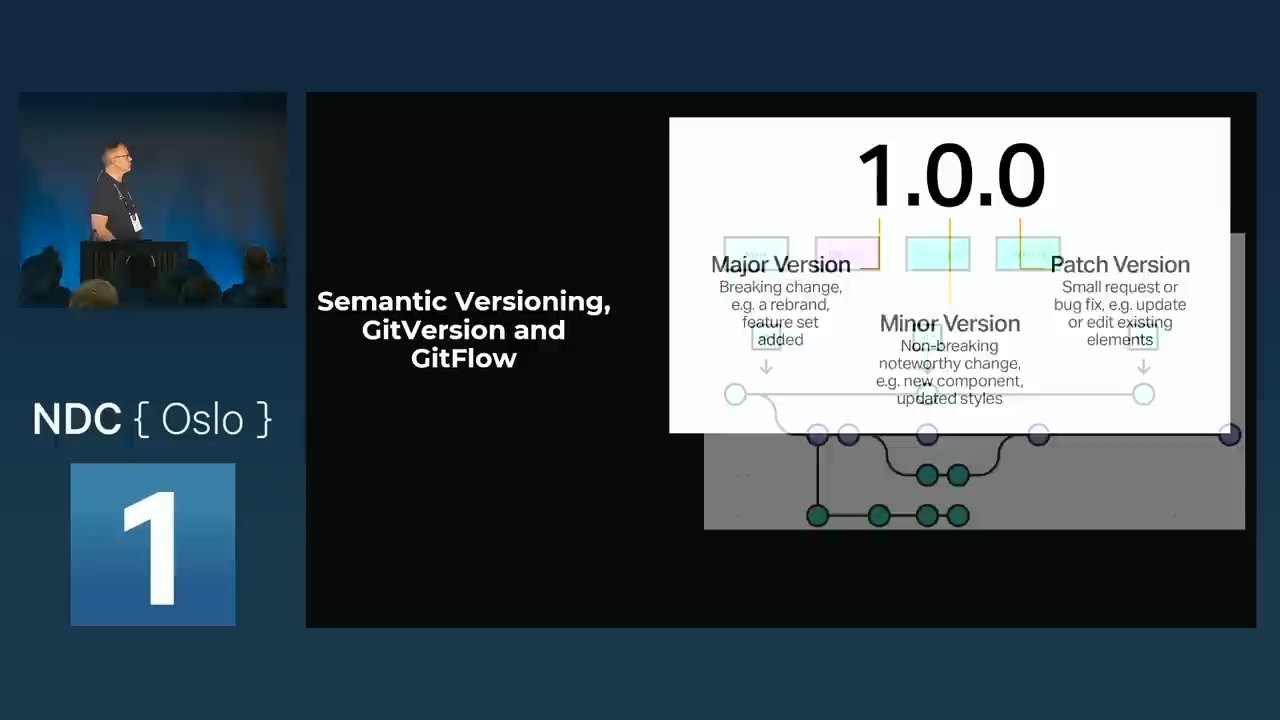 Semantic Versioning,
GitVersion and
GitFlow
1.0.0
Major Version
Breaking change,
e.g. a rebrand,
feature set
added
Minor Version
Non-breaking
noteworthy change,
e.g. new component,
updated styles
Patch Version
Small request or
bug fix, e.g. update
or edit existing
elements
NDC { Oslo }
1